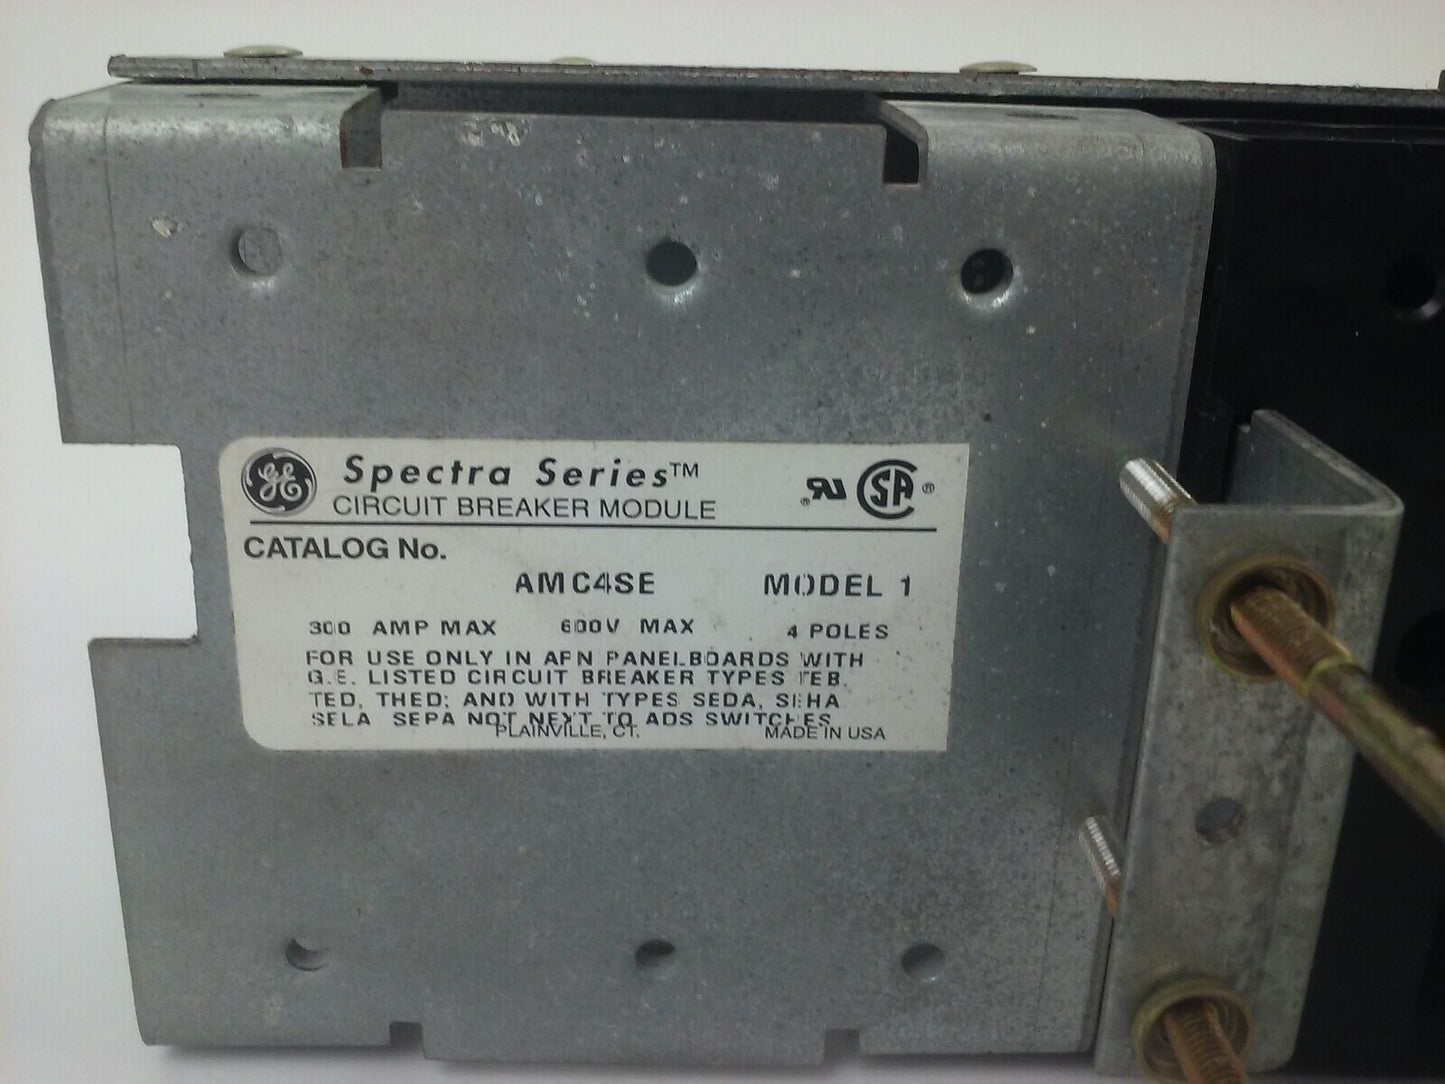 GE Spectra Series™
CIRCUIT BREAKER MODULE
® RU CSA ®
CATALOG No.
AMC4SE MODEL 1
300 AMP MAX 600V MAX 4 POLES
FOR USE ONLY IN APN PANELBOARDS WITH
G.E. LISTED CIRCUIT BREAKER TYPES TEB,
TED, THED; AND WITH TYPES SEDA, SEHA
SELA SEPA NOT NEXT TO ADS SWITCHES
PLAINVILLE, CT. MADE IN USA